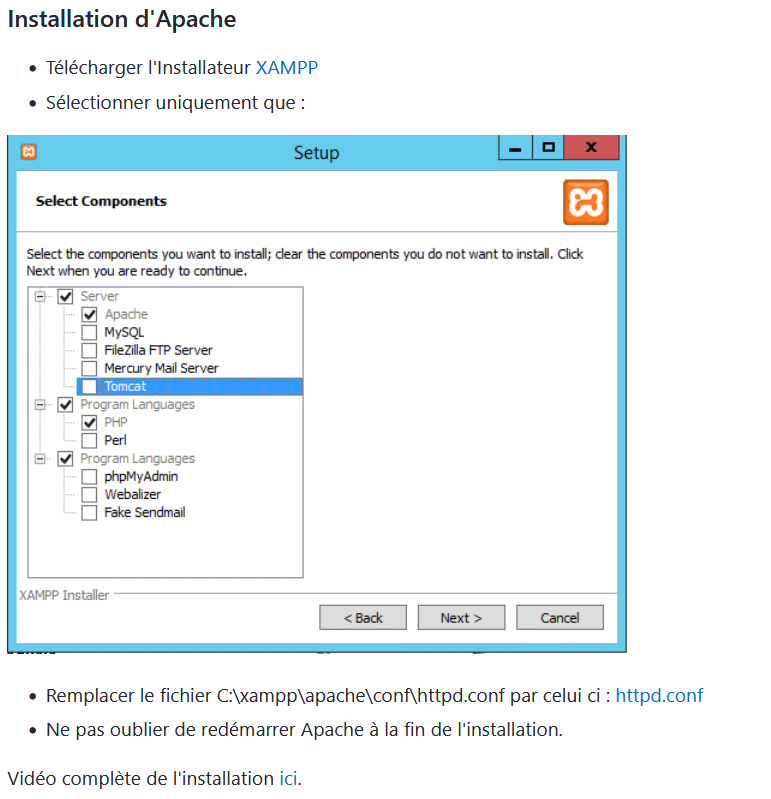 Installation d'Apache
Télécharger l'Installateur XAMPP
Sélectionner uniquement que :
Setup
Select Components
Select the components you want to install; clear the components you do not want to install. Click
Next when you are ready to continue.
Server
Apache
MySQL
FileZilla FTP Server
Mercury Mail Server
Tomcat
Program Languages
PHP
Perl
Program Languages
phpMyAdmin
Webalizer
Fake Sendmail
XAMPP Installer
< Back
Next >
Cancel
Remplacer le fichier C:\xampp\apache\conf\httpd.conf par celui ci : httpd.conf
Ne pas oublier de redémarrer Apache à la fin de l'installation.
Vidéo complète de l'installation ici.